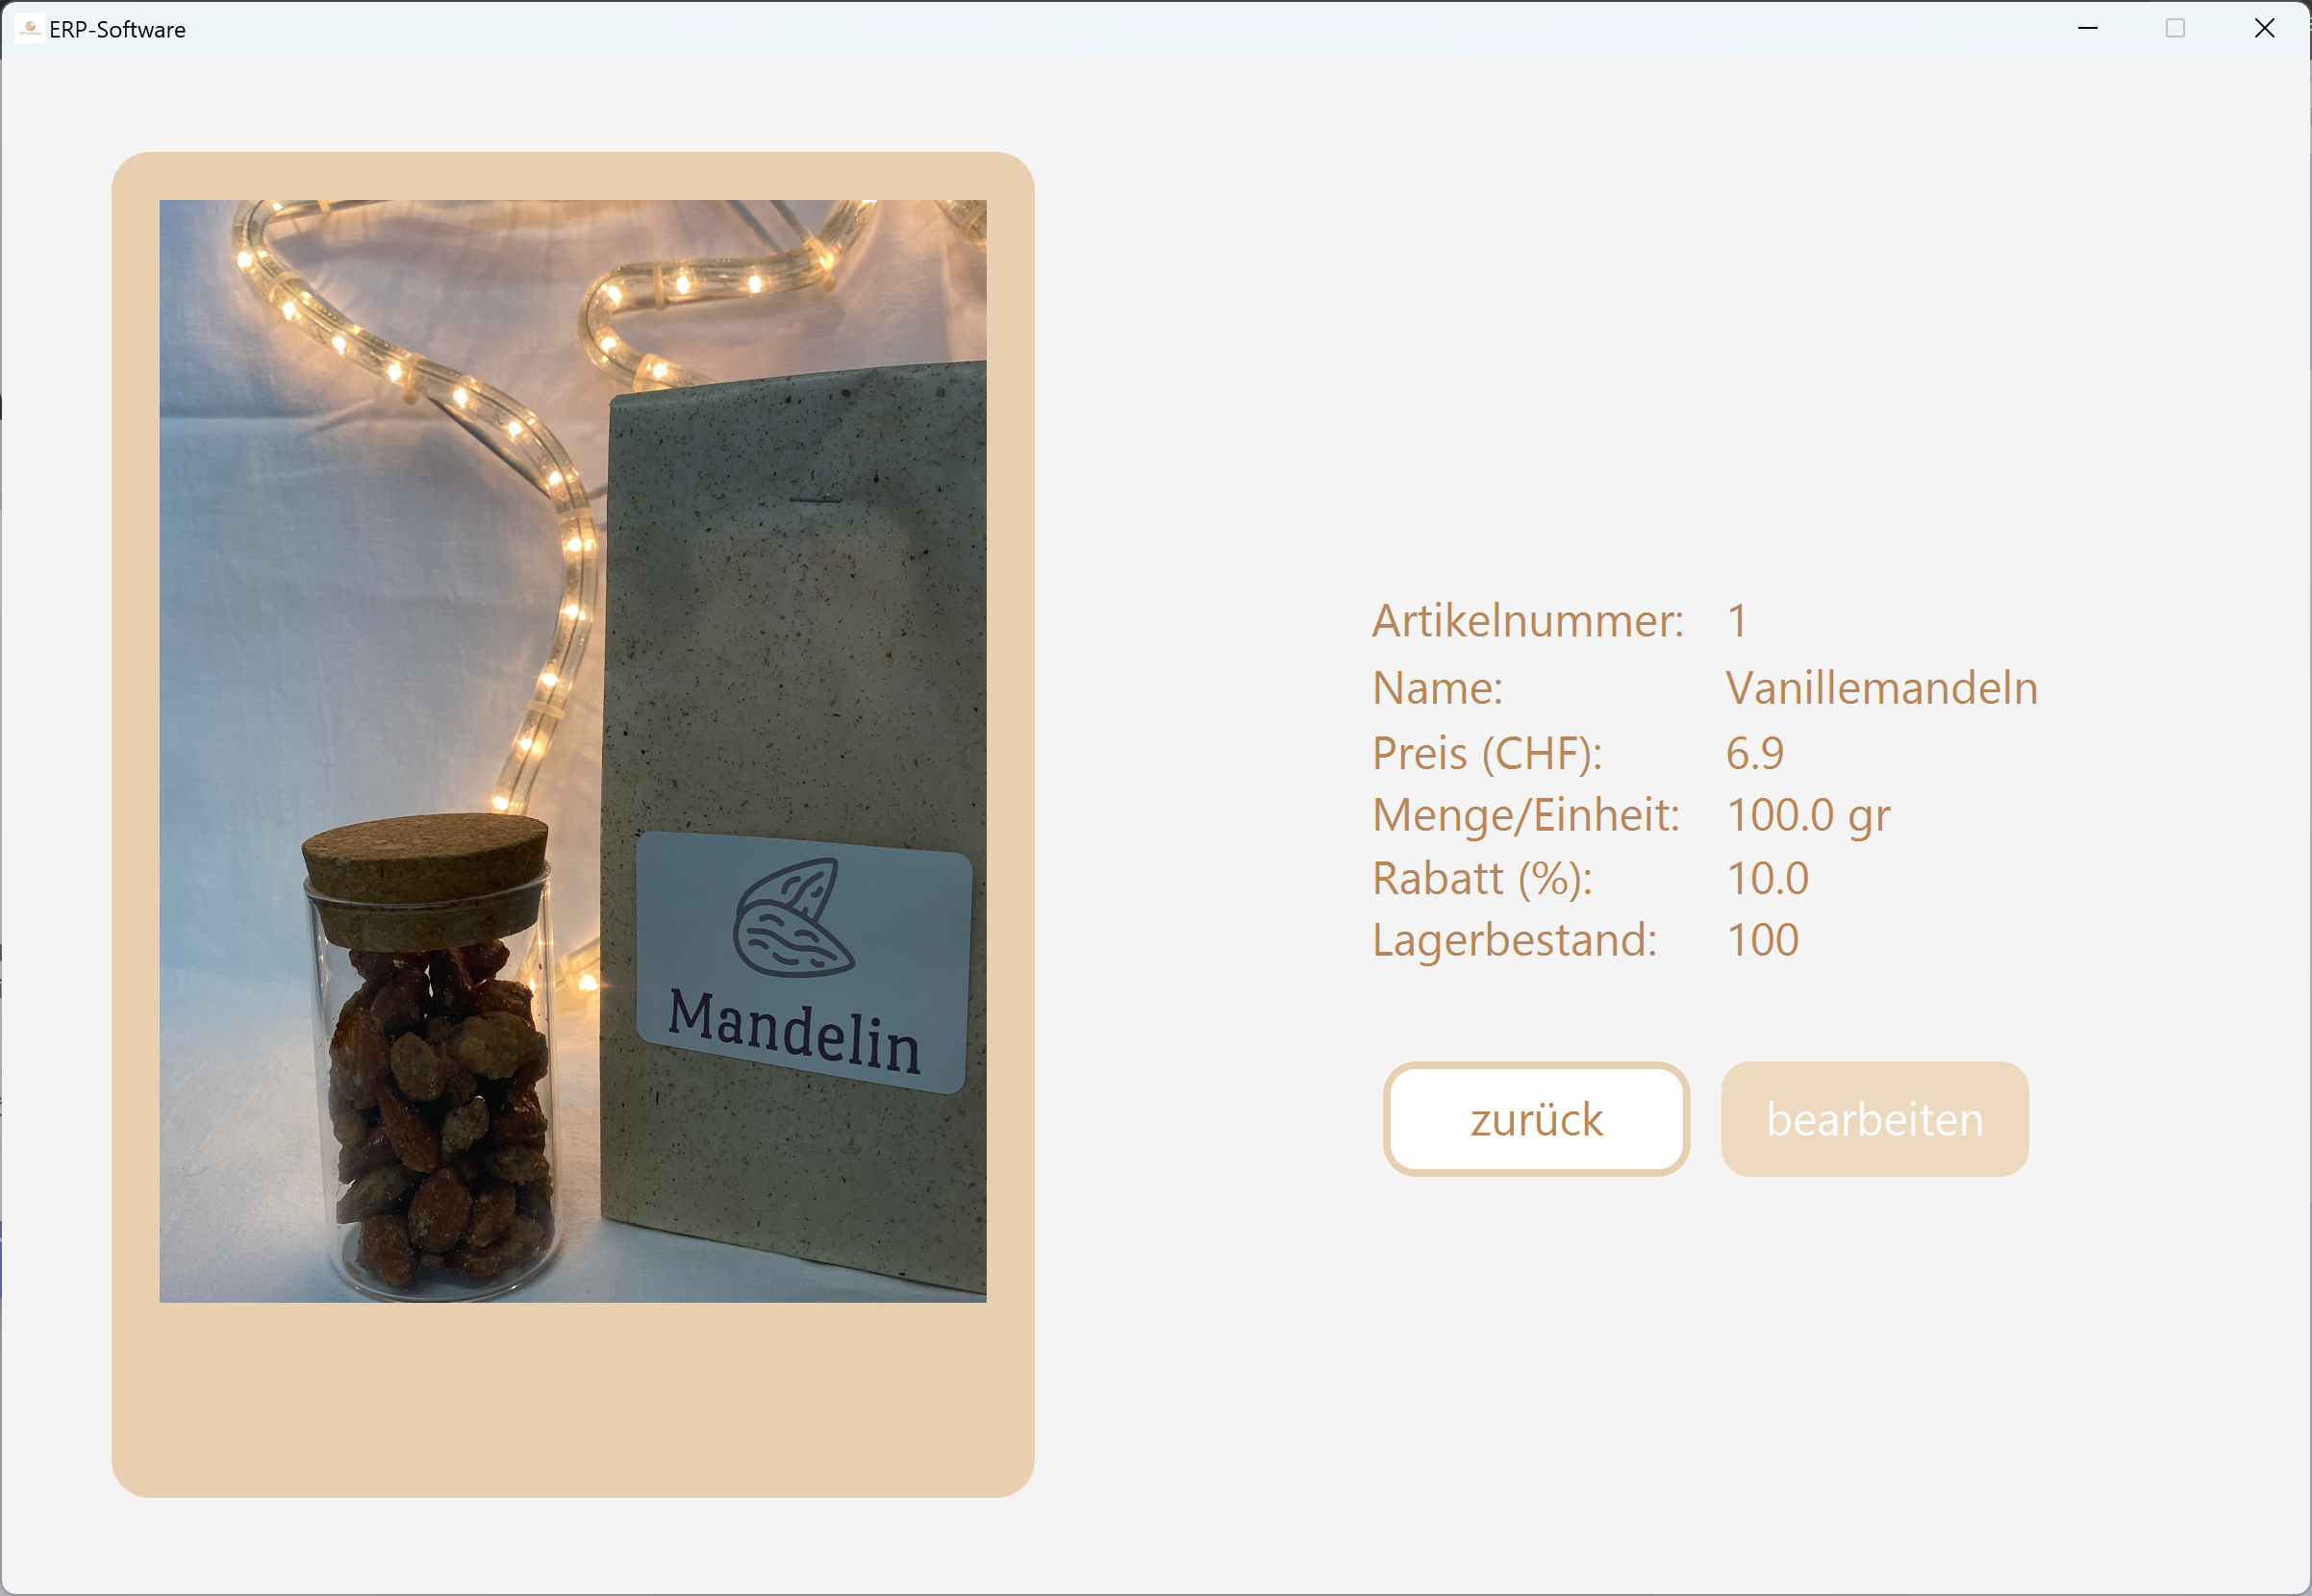 ERP-Software
Mandelin
Artikelnummer: 1
Name: Vanillemandeln
Preis (CHF): 6.9
Menge/Einheit: 100.0 gr
Rabatt (%): 10.0
Lagerbestand: 100
zurück
bearbeiten